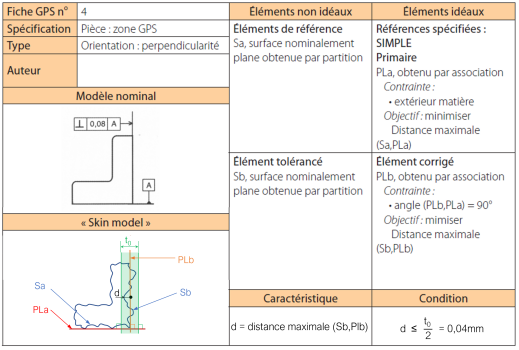 Fiche GPS n° 4
Spécification Pièce : zone GPS
Type Orientation : perpendicularité
Auteur
Modèle nominal
⊥ 0,08 A
A
« Skin model »
t₀
PLb
d
Sa
Sb
PLa
Éléments non idéaux
Éléments de référence
Sa, surface nominalement
plane obtenue par partition
Élément tolérancé
Sb, surface nominalement
plane obtenue par partition
Éléments idéaux
Références spécifiées :
SIMPLE
Primaire
PLa, obtenu par association
Contrainte :
• extérieur matière
Objectif : minimiser
Distance maximale
(Sa,PLa)
Élément corrigé
PLb, obtenu par association
Contrainte :
• angle (PLb,PLa) = 90°
Objectif : mimiser
Distance maximale
(Sb,PLb)
Caractéristique
d = distance maximale (Sb,Plb)
Condition
d ≤ t₀/2 = 0,04mm